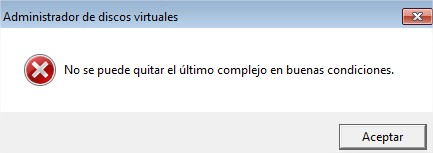 Administrador de discos virtuales
No se puede quitar el último complejo en buenas condiciones.
Aceptar